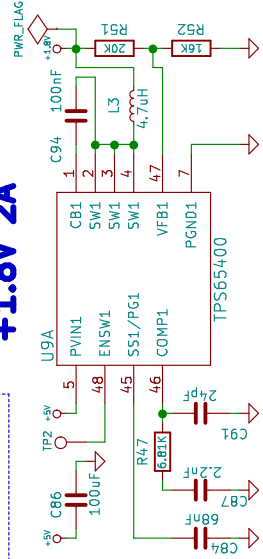 PWR_FLAG
+1.8V
R51
20K
R52
16K
100nF
C94
L3
4.7uH
1
2
3
4
47
7
CB1
SW1
SW1
SW1
VFB1
PGND1
+1.8V 2A
U9A
TPS65400
PVIN1
ENSW1
SS1/PG1
COMP1
5
48
45
46
+5V
TP2
R47
6.81K
24pF
C91
C86
100uF
2.2nF
C87
68nF
C84
+5V